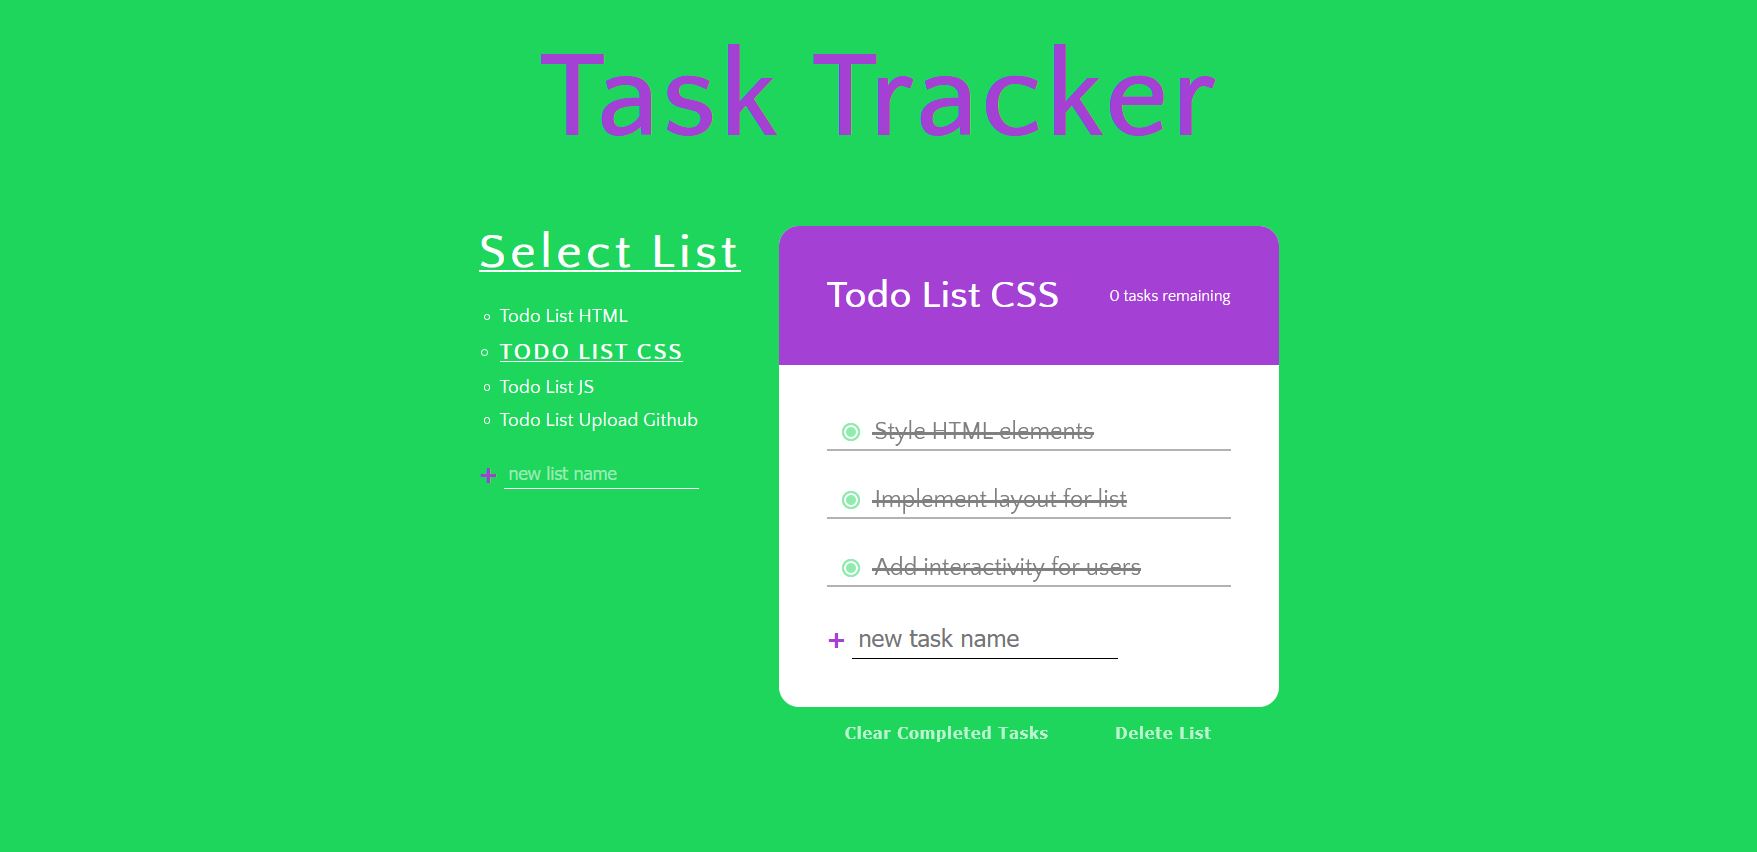 Task Tracker
Select List
Todo List HTML
TODO LIST CSS
Todo List JS
Todo List Upload Github
+ new list name
Todo List CSS
0 tasks remaining
Style HTML elements
Implement layout for list
Add interactivity for users
+ new task name
Clear Completed Tasks
Delete List